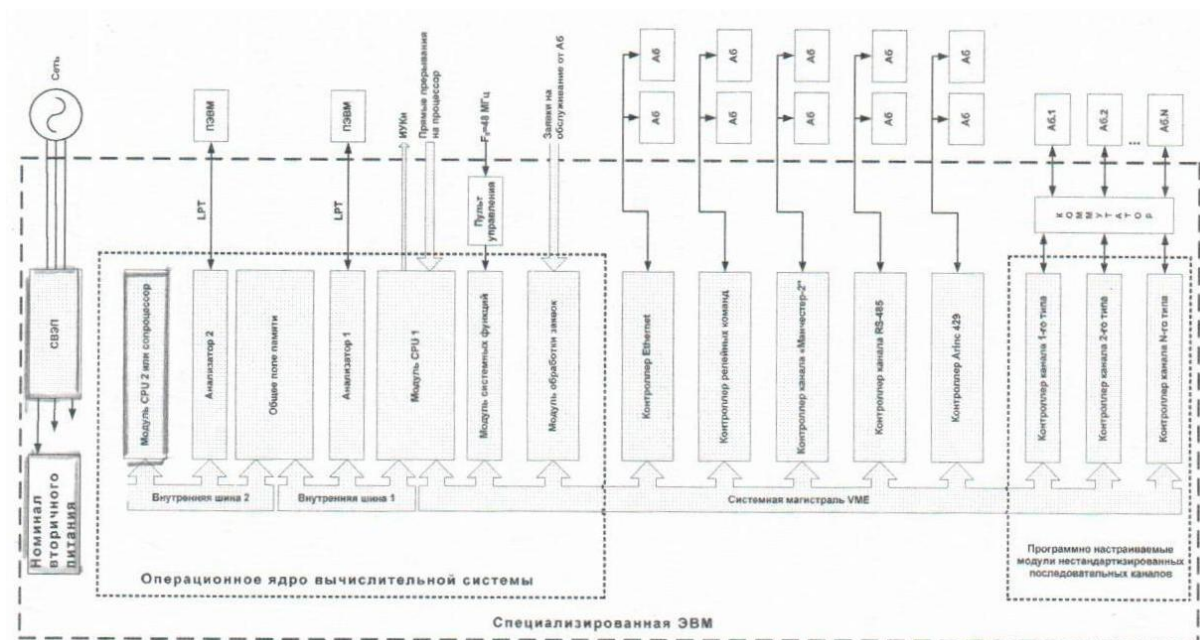 Сеть
ПЭВМ
ПЭВМ
ИУКи
Прямые прерывания
на процессор
F₀=48 МГц
Заявки на
обслуживание от Аб
Аб
Аб
Аб
Аб
Аб
Аб
Аб
Аб
Аб
Аб
Аб.1
Аб.2
...
Аб.N
LPT
LPT
Пульт
управления
КОММУТАТОР
СВЭП
Модуль CPU 2 или сопроцессор
Анализатор 2
Общее поле памяти
Анализатор 1
Модуль CPU 1
Модуль системных функций
Модуль обработки заявок
Контроллер Ethernet
Контроллер релейных команд
Контроллер канала «Манчестер-2"
Контроллер канала RS-485
Контроллер Arinc 429
Контроллер канала 1-го типа
Контроллер канала 2-го типа
Контроллер канала N-го типа
Номинал
вторичного
питания
Внутренняя шина 2
Внутренняя шина 1
Системная магистраль VME
Операционное ядро вычислительной системы
Программно настраиваемые
модули нестандартизированных
последовательных каналов
Специализированная ЭВМ